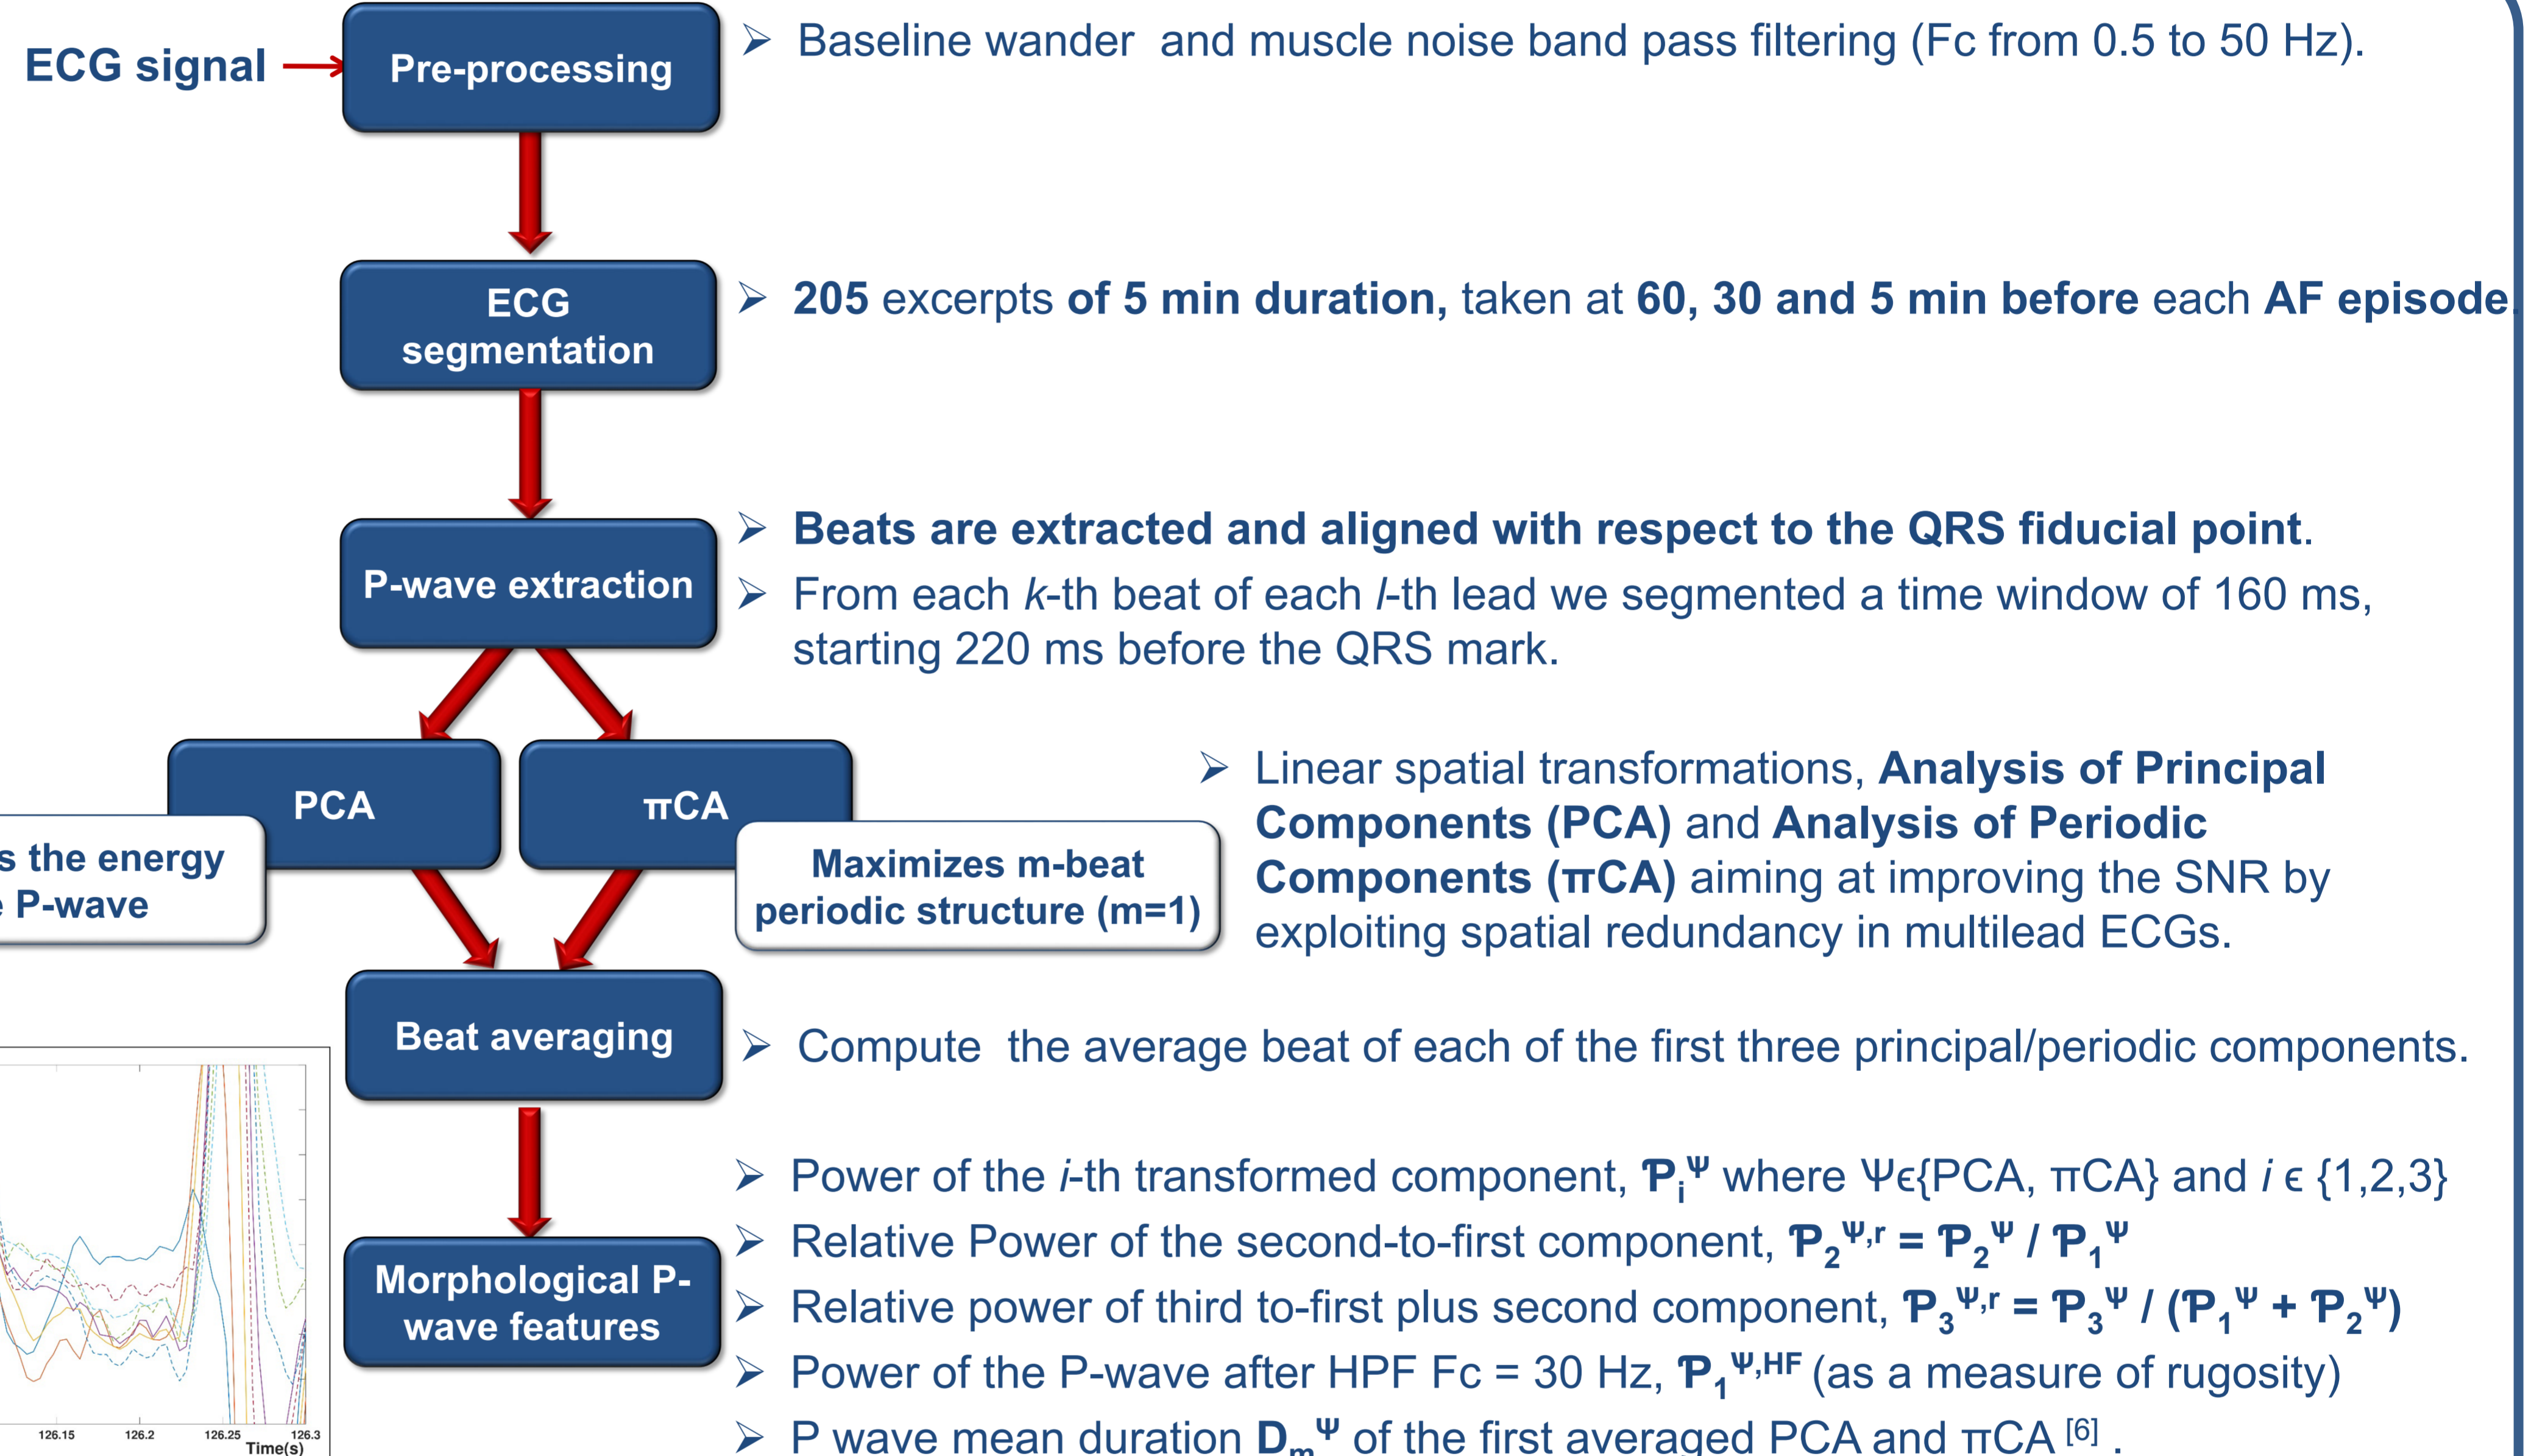 ECG signal
Pre-processing
➢ Baseline wander and muscle noise band pass filtering (Fc from 0.5 to 50 Hz).
ECG
segmentation
➢ 205 excerpts of 5 min duration, taken at 60, 30 and 5 min before each AF episode.
P-wave extraction
➢ Beats are extracted and aligned with respect to the QRS fiducial point.
➢ From each k-th beat of each l-th lead we segmented a time window of 160 ms,
starting 220 ms before the QRS mark.
PCA
πCA
s the energy
P-wave
Maximizes m-beat
periodic structure (m=1)
➢ Linear spatial transformations, Analysis of Principal
Components (PCA) and Analysis of Periodic
Components (πCA) aiming at improving the SNR by
exploiting spatial redundancy in multilead ECGs.
Beat averaging
➢ Compute the average beat of each of the first three principal/periodic components.
Morphological P-
wave features
➢ Power of the i-th transformed component, Ƥᵢ^Ψ where Ψϵ{PCA, πCA} and i ϵ {1,2,3}
➢ Relative Power of the second-to-first component, Ƥ₂^Ψ,r = Ƥ₂^Ψ / Ƥ₁^Ψ
➢ Relative power of third to-first plus second component, Ƥ₃^Ψ,r = Ƥ₃^Ψ / (Ƥ₁^Ψ + Ƥ₂^Ψ)
➢ Power of the P-wave after HPF Fc = 30 Hz, Ƥ₁^Ψ,HF (as a measure of rugosity)
➢ P wave mean duration Dₘ^Ψ of the first averaged PCA and πCA [6] .
126.15 126.2 126.25 126.3
Time(s)